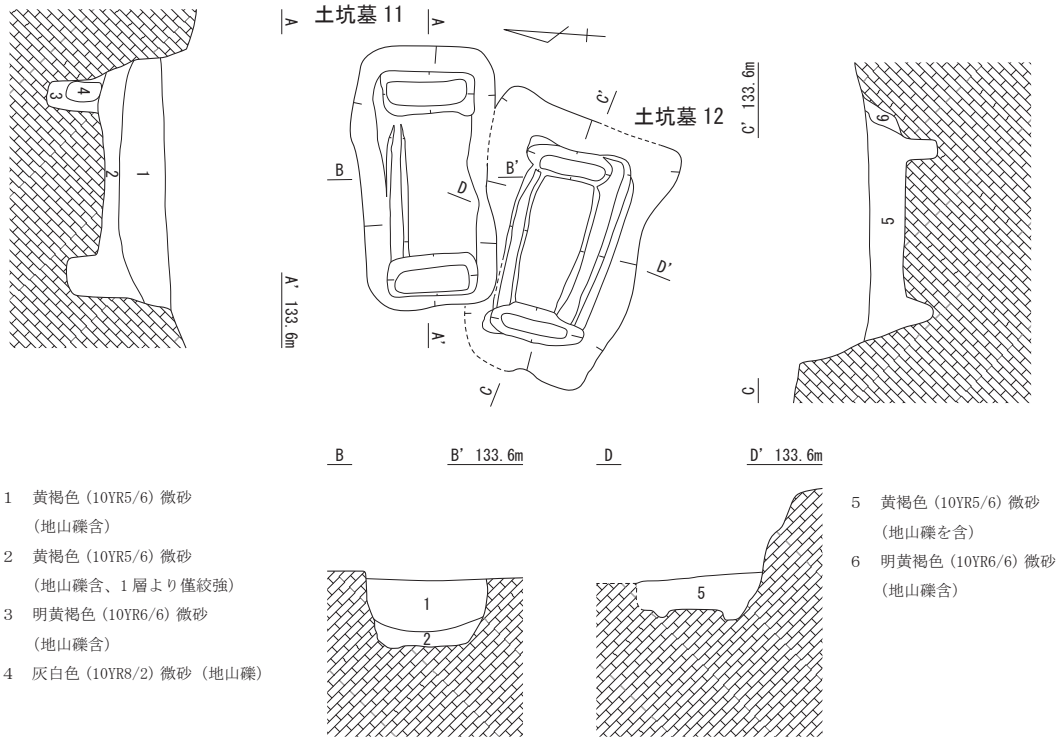 土坑墓 11
土坑墓 12
A
A
A'
A' 133.6m
B
B'
C
C'
D
D'
C' 133.6m
C
1
2
3
4
5
6
B
B' 133.6m
D
D' 133.6m
1
2
5
1 黄褐色 (10YR5/6) 微砂
(地山礫含)
2 黄褐色 (10YR5/6) 微砂
(地山礫含、1 層より僅絞強)
3 明黄褐色 (10YR6/6) 微砂
(地山礫含)
4 灰白色 (10YR8/2) 微砂 (地山礫)
5 黄褐色 (10YR5/6) 微砂
(地山礫を含)
6 明黄褐色 (10YR6/6) 微砂
(地山礫含)